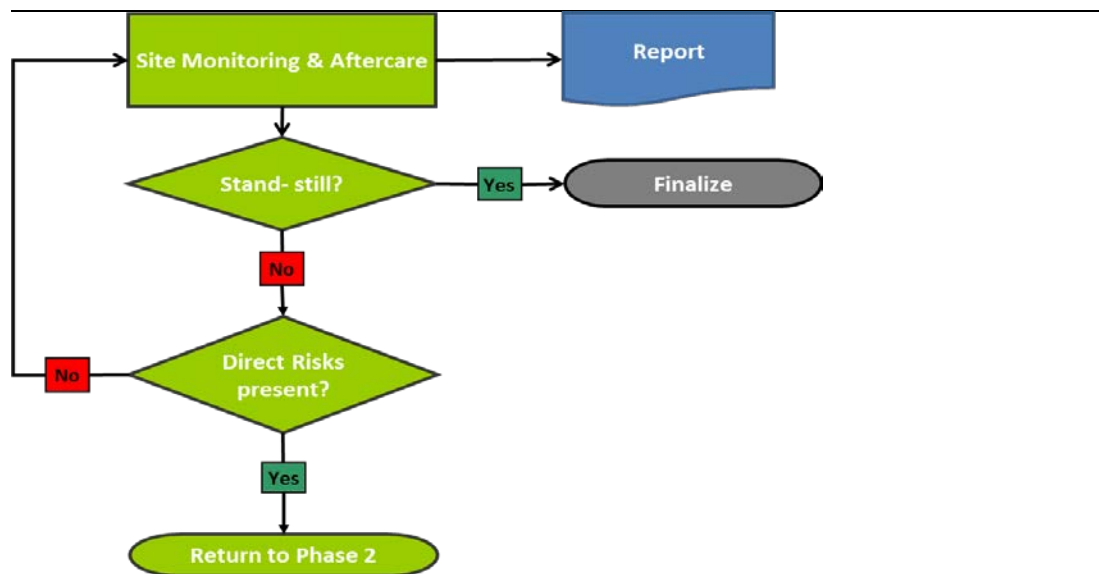 Site Monitoring & Aftercare
Report
Stand- still?
Yes
Finalize
No
Direct Risks
present?
No
Yes
Return to Phase 2